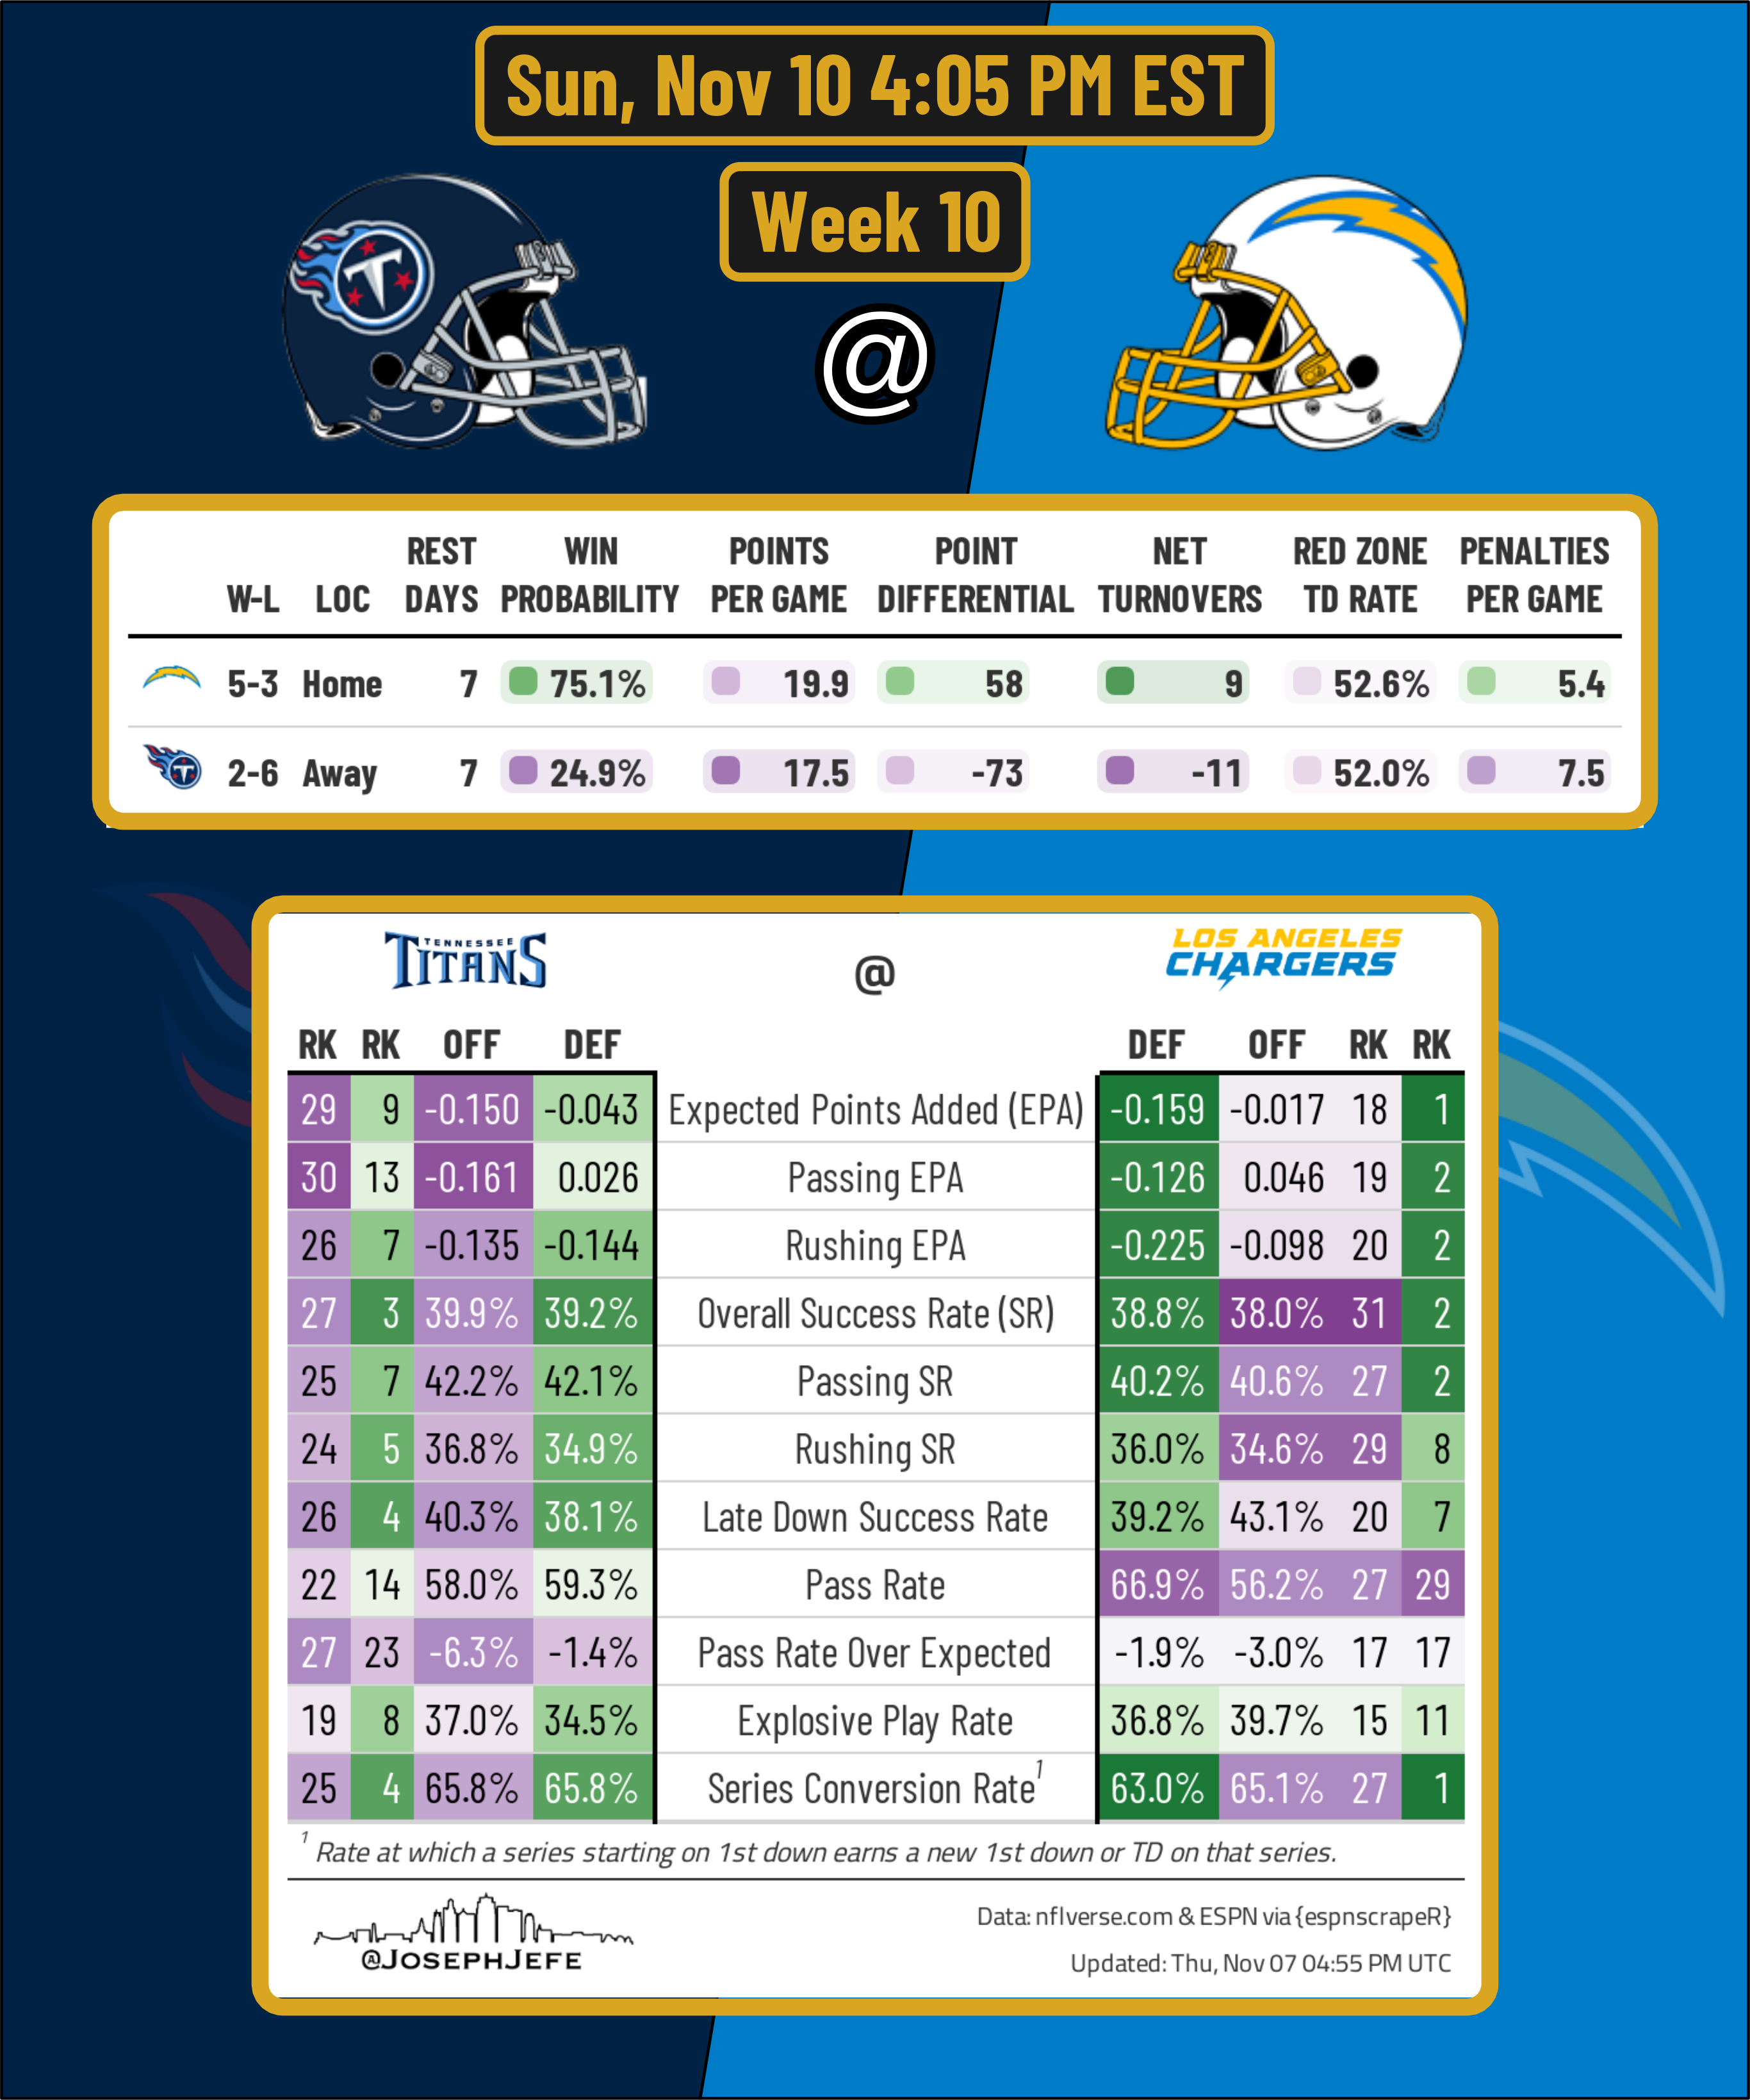 Sun, Nov 10 4:05 PM EST
Week 10
@
REST WIN POINTS POINT NET RED ZONE PENALTIES
W-L LOC DAYS PROBABILITY PER GAME DIFFERENTIAL TURNOVERS TD RATE PER GAME
5-3 Home 7 75.1% 19.9 58 9 52.6% 5.4
2-6 Away 7 24.9% 17.5 -73 -11 52.0% 7.5
TENNESSEE TITANS @ LOS ANGELES CHARGERS
RK RK OFF DEF DEF OFF RK RK
29 9 -0.150 -0.043 Expected Points Added (EPA) -0.159 -0.017 18 1
30 13 -0.161 0.026 Passing EPA -0.126 0.046 19 2
26 7 -0.135 -0.144 Rushing EPA -0.225 -0.098 20 2
27 3 39.9% 39.2% Overall Success Rate (SR) 38.8% 38.0% 31 2
25 7 42.2% 42.1% Passing SR 40.2% 40.6% 27 2
24 5 36.8% 34.9% Rushing SR 36.0% 34.6% 29 8
26 4 40.3% 38.1% Late Down Success Rate 39.2% 43.1% 20 7
22 14 58.0% 59.3% Pass Rate 66.9% 56.2% 27 29
27 23 -6.3% -1.4% Pass Rate Over Expected -1.9% -3.0% 17 17
19 8 37.0% 34.5% Explosive Play Rate 36.8% 39.7% 15 11
25 4 65.8% 65.8% Series Conversion Rate¹ 63.0% 65.1% 27 1
¹ Rate at which a series starting on 1st down earns a new 1st down or TD on that series.
Data: nflverse.com & ESPN via {espnscrapeR}
@JOSEPHJEFE
Updated: Thu, Nov 07 04:55 PM UTC